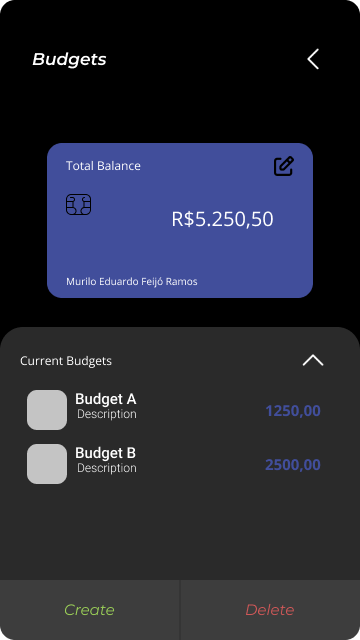 Budgets
Total Balance
R$5.250,50
Murilo Eduardo Feijó Ramos
Current Budgets
Budget A
Description
1250,00
Budget B
Description
2500,00
Create
Delete